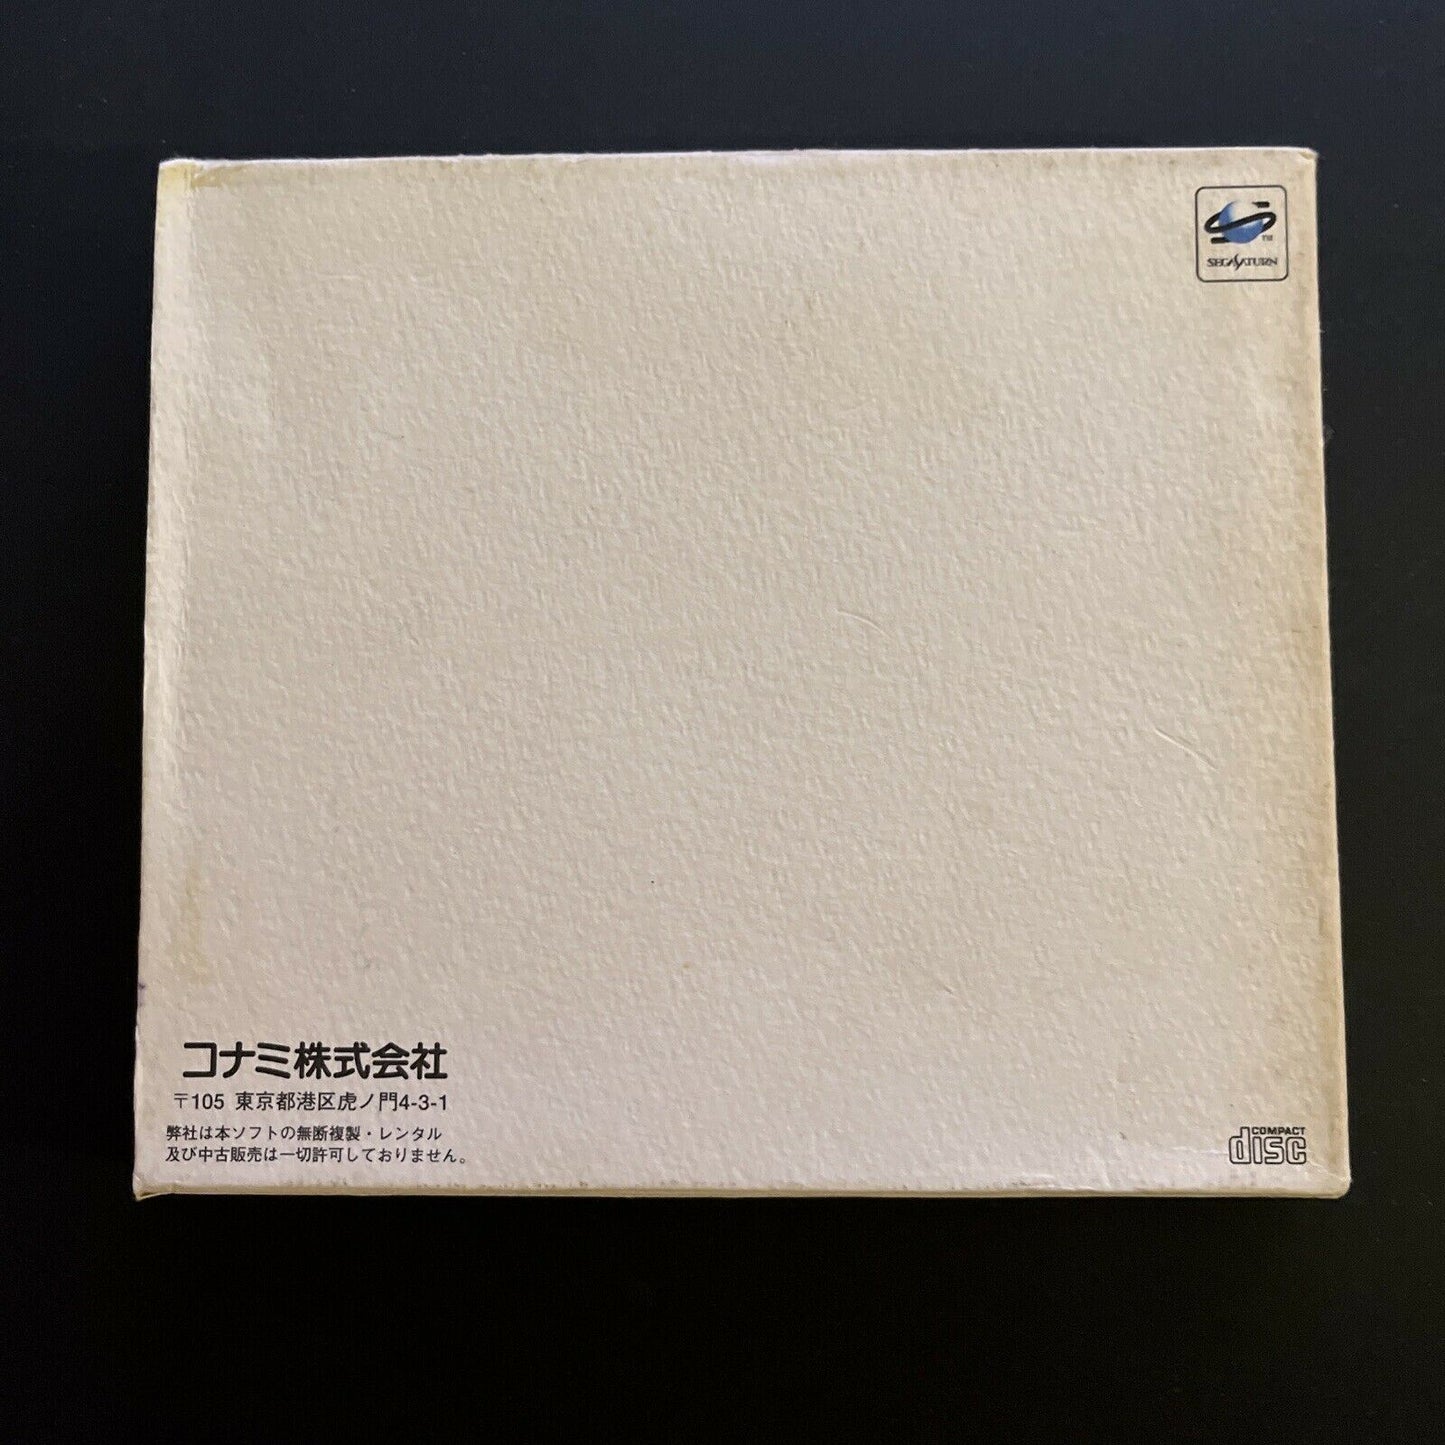 TM
SEGA SATURN
コナミ株式会社
〒105 東京都港区虎ノ門4-3-1
弊社は本ソフトの無断複製・レンタル
及び中古販売は一切許可しておりません。
COMPACT
disc